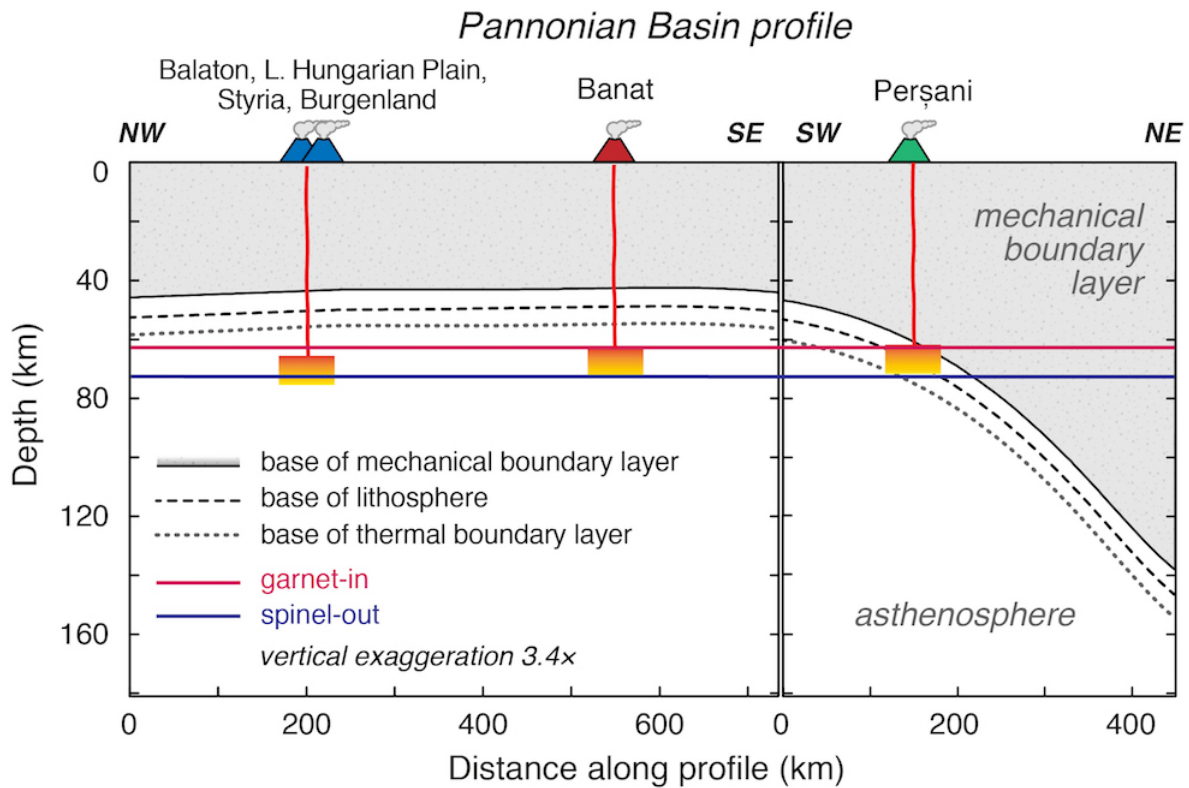 Pannonian Basin profile
Balaton, L. Hungarian Plain,
Styria, Burgenland
Banat
Perșani
NW
SE
SW
NE
0
40
80
120
160
Depth (km)
mechanical
boundary
layer
base of mechanical boundary layer
base of lithosphere
base of thermal boundary layer
garnet-in
spinel-out
vertical exaggeration 3.4×
asthenosphere
0
200
400
600
0
200
400
Distance along profile (km)